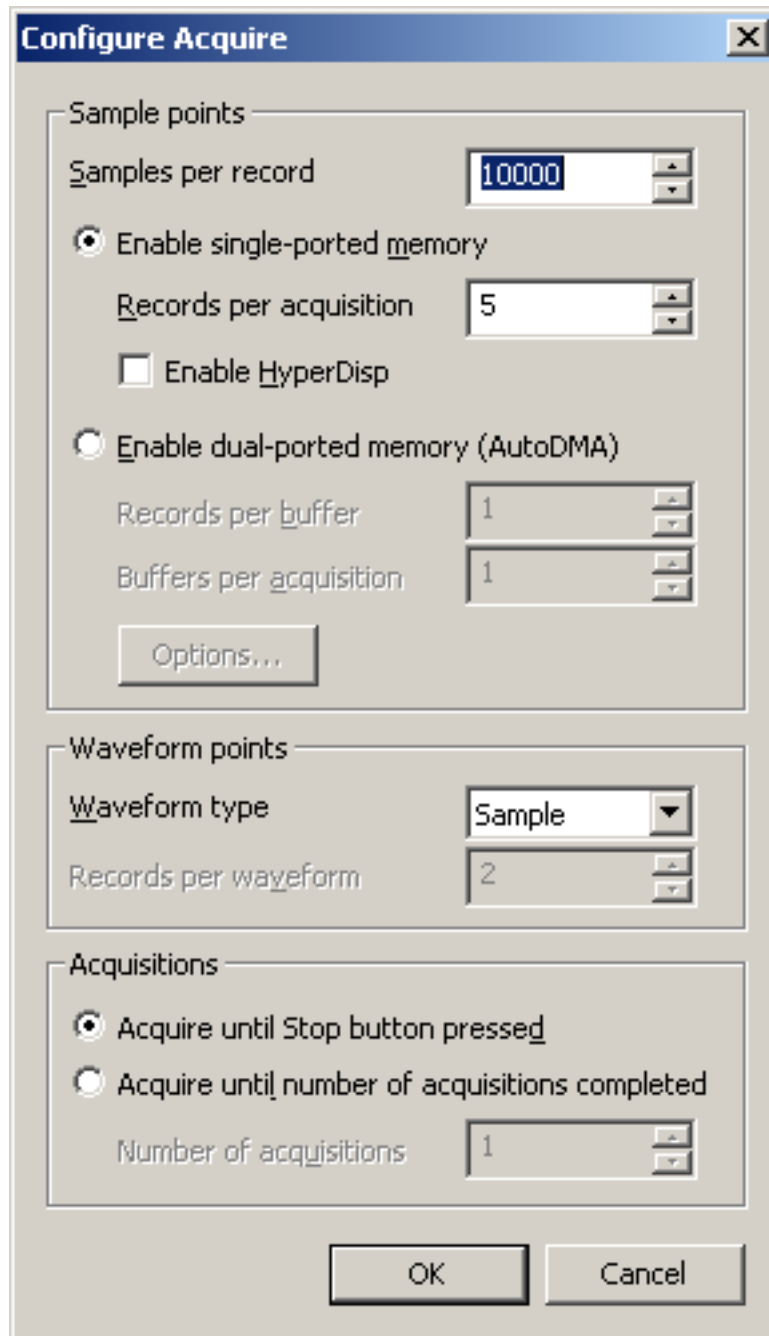 Configure Acquire
Sample points
Samples per record 10000
Enable single-ported memory
Records per acquisition 5
Enable HyperDisp
Enable dual-ported memory (AutoDMA)
Records per buffer 1
Buffers per acquisition 1
Options...
Waveform points
Waveform type Sample
Records per waveform 2
Acquisitions
Acquire until Stop button pressed
Acquire until number of acquisitions completed
Number of acquisitions 1
OK Cancel